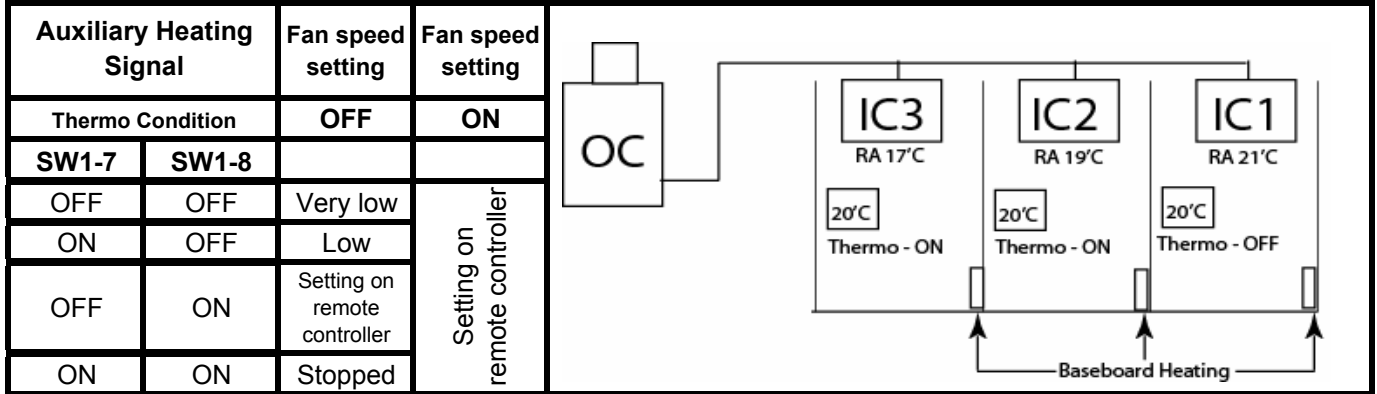 Auxiliary Heating
Signal
Fan speed
setting
Fan speed
setting
Thermo Condition
OFF
ON
SW1-7
SW1-8
OFF
OFF
Very low
ON
OFF
Low
OFF
ON
Setting on
remote
controller
ON
ON
Stopped
Setting on
remote controller
OC
IC3
RA 17'C
20'C
Thermo - ON
IC2
RA 19'C
20'C
Thermo - ON
IC1
RA 21'C
20'C
Thermo - OFF
Baseboard Heating